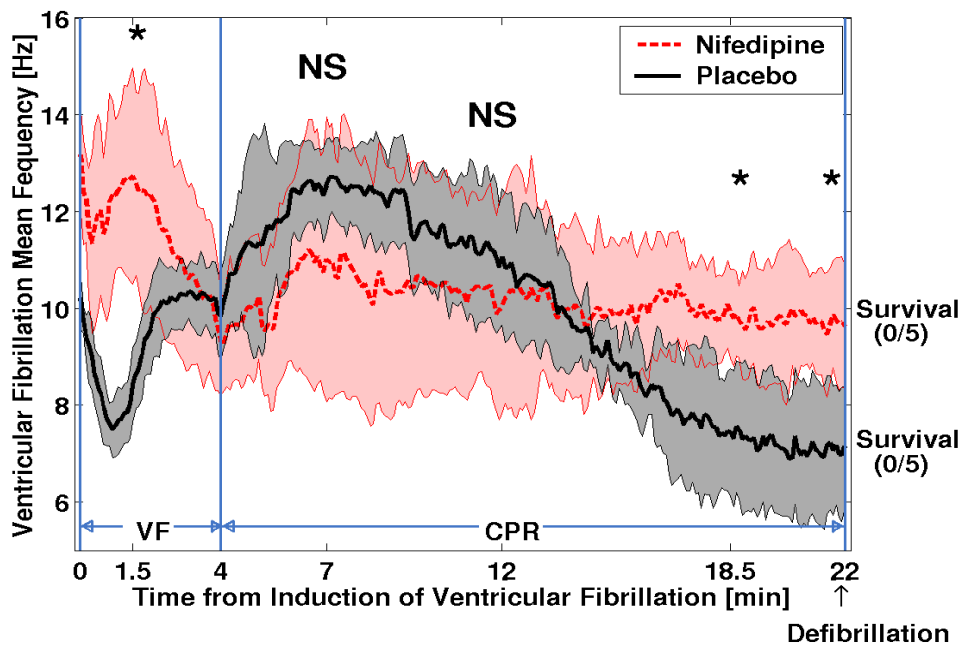 16
14
12
10
8
6
Ventricular Fibrillation Mean Fequency [Hz]
*
NS
NS
* *
Nifedipine
Placebo
Survival
(0/5)
Survival
(0/5)
VF
CPR
0 1.5 4 7 12 18.5 22
Time from Induction of Ventricular Fibrillation [min]
↑
Defibrillation